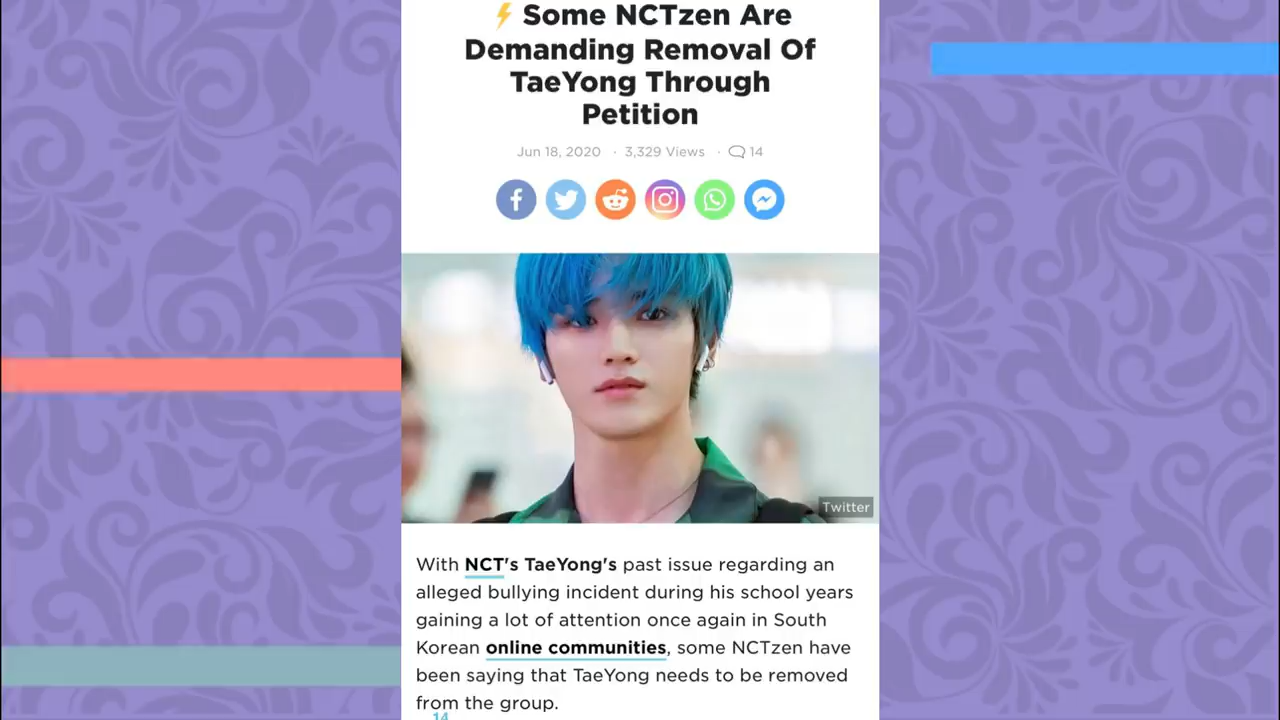 ⚡ Some NCTzen Are
Demanding Removal Of
TaeYong Through
Petition
Jun 18, 2020 · 3,329 Views · 14
Twitter
With NCT's TaeYong's past issue regarding an
alleged bullying incident during his school years
gaining a lot of attention once again in South
Korean online communities, some NCTzen have
been saying that TaeYong needs to be removed
from the group.
14